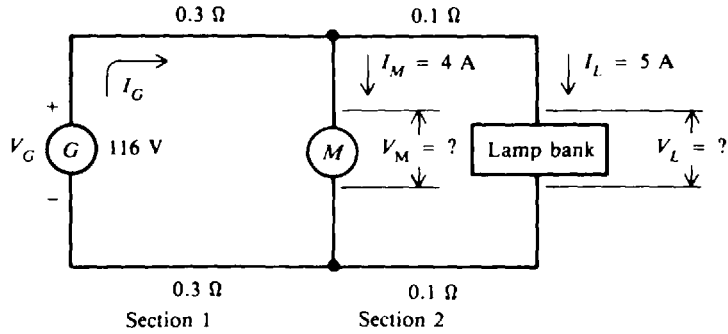 0.3 Ω 0.1 Ω
I_M = 4 A I_L = 5 A
I_G
+
V_G G 116 V M V_M = ? Lamp bank V_L = ?
−
0.3 Ω 0.1 Ω
Section 1 Section 2